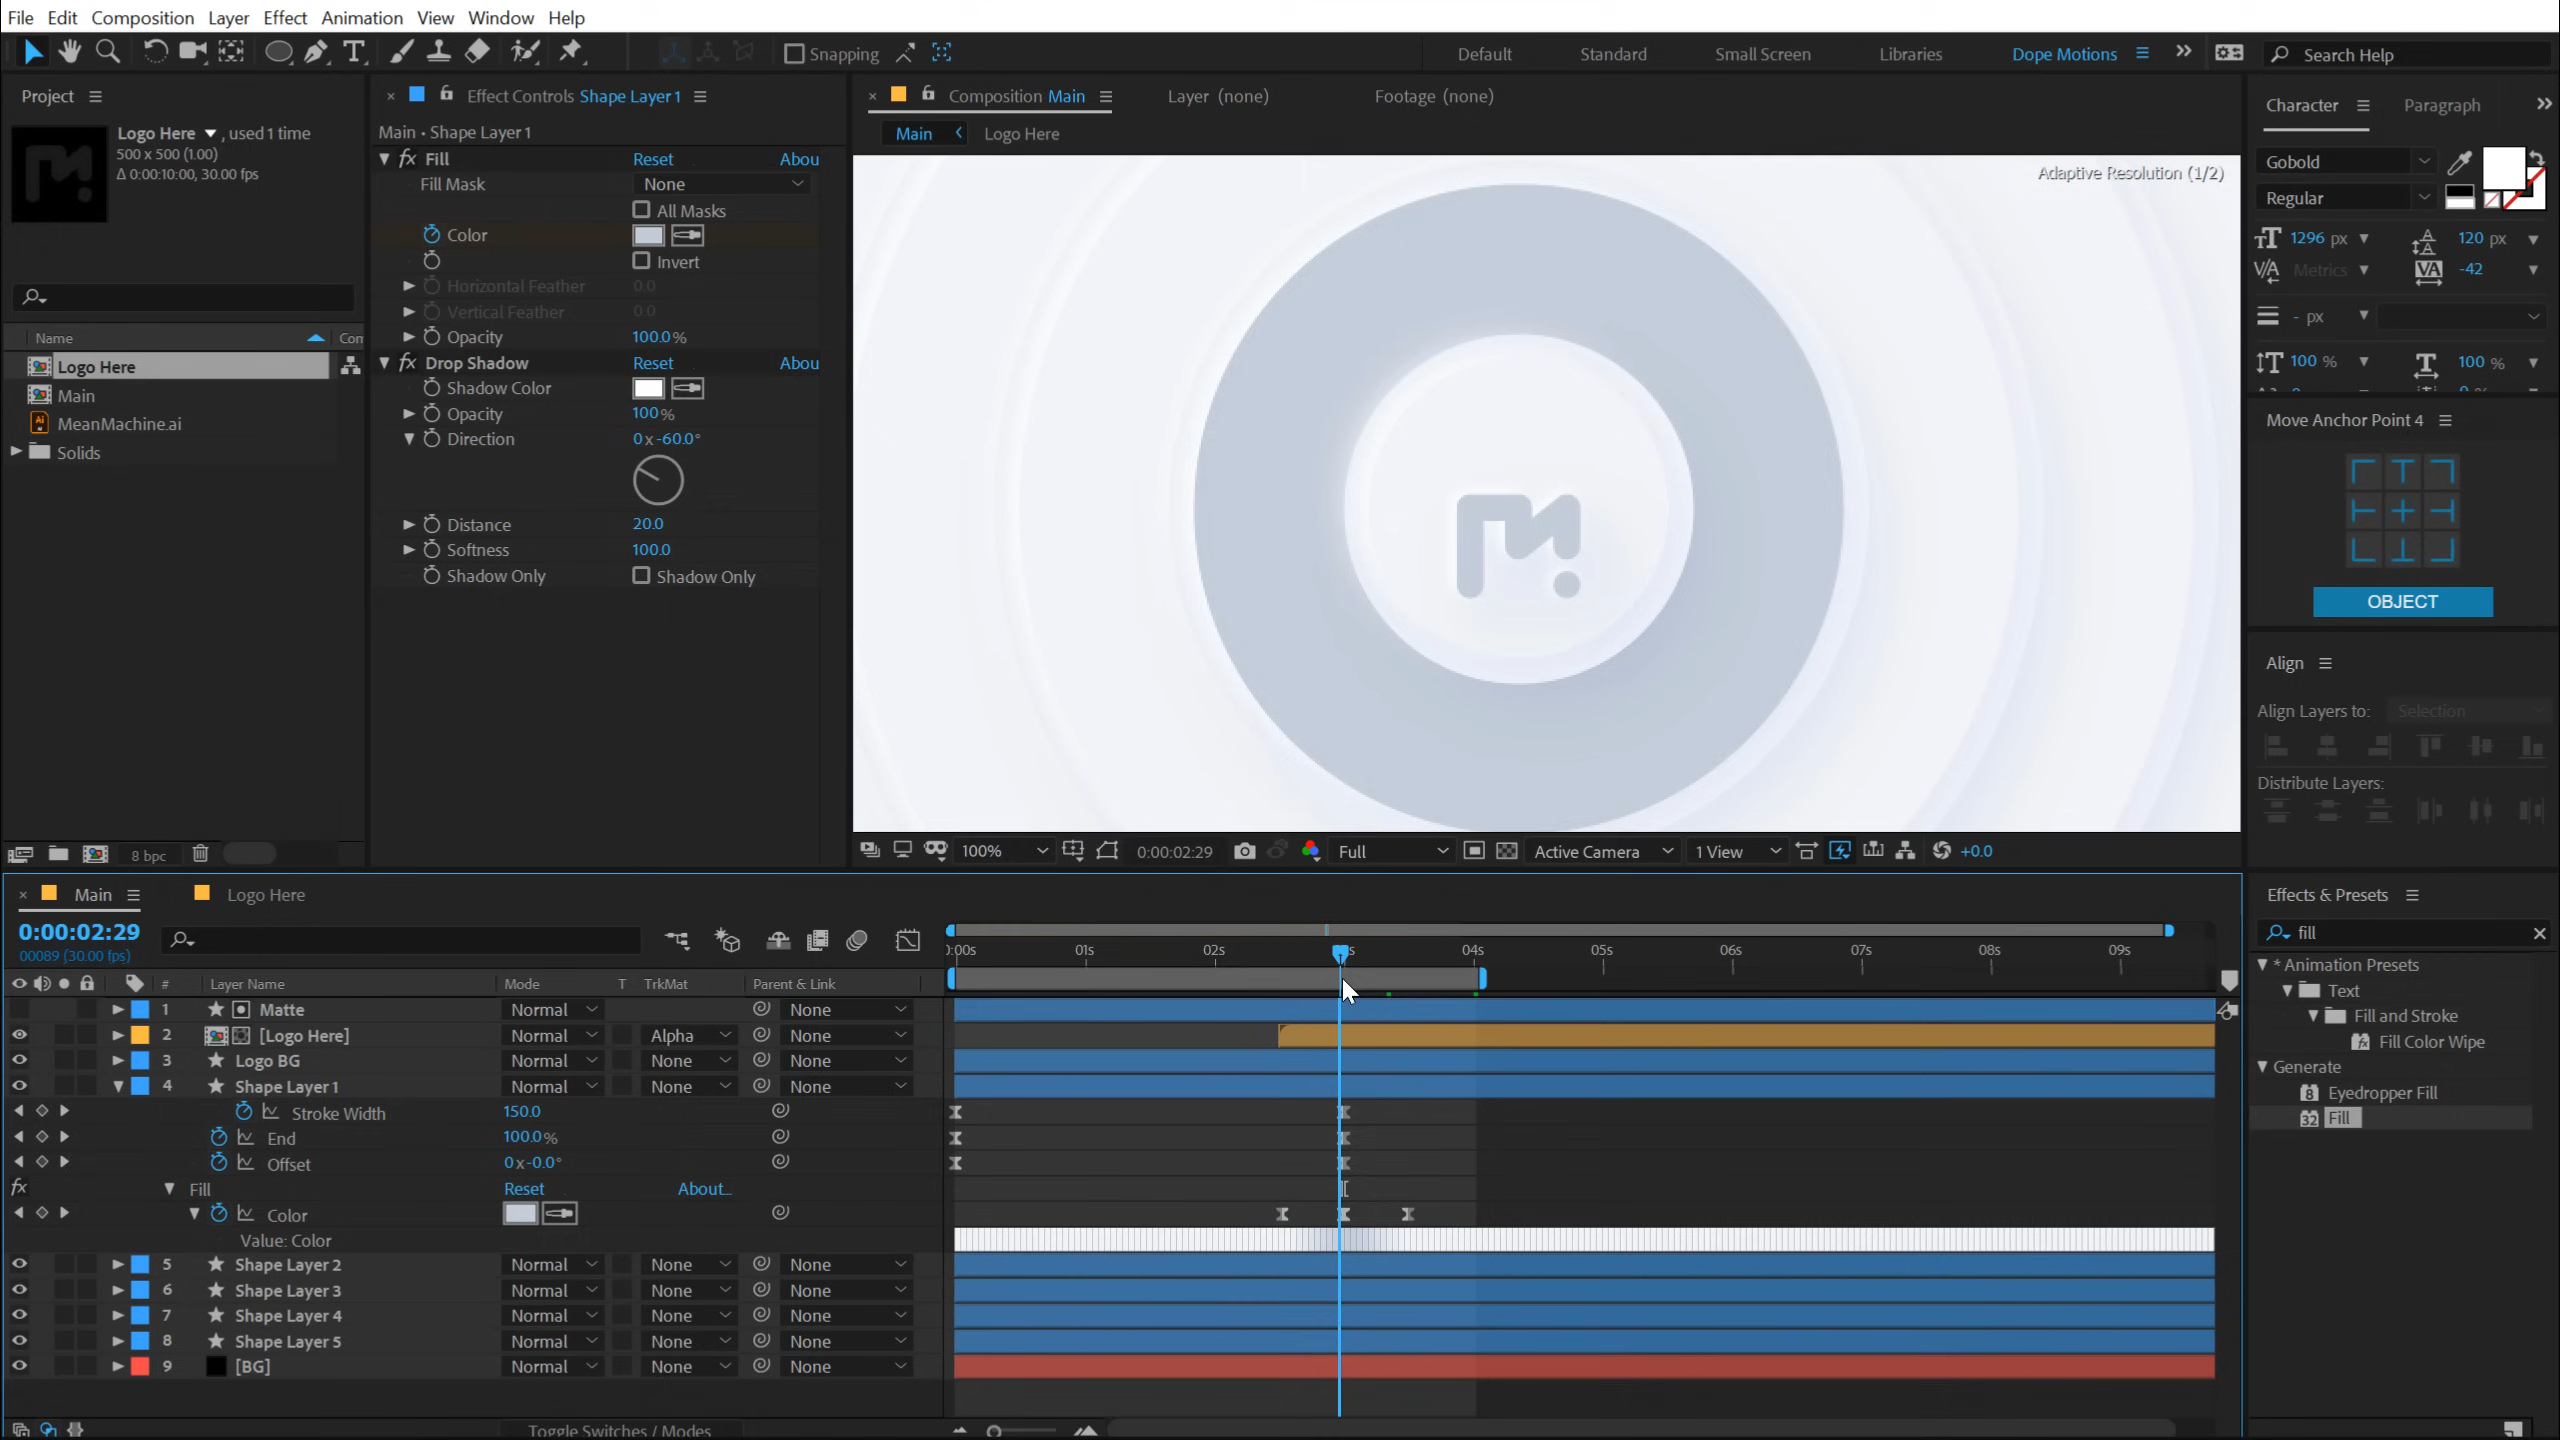 File Edit Composition Layer Effect Animation View Window Help
Snapping Default Standard Small Screen Libraries Dope Motions Search Help
Project
Logo Here , used 1 time
500 x 500 (1.00)
Δ 0:00:10:00, 30.00 fps
Name
Logo Here
Main
MeanMachine.ai
Solids
8 bpc
Effect Controls Shape Layer 1
Main • Shape Layer 1
fx Fill Reset Abou
Fill Mask None
All Masks
Color
Invert
Horizontal Feather 0.0
Vertical Feather 0.0
Opacity 100.0%
fx Drop Shadow Reset Abou
Shadow Color
Opacity 100%
Direction 0x-60.0°
Distance 20.0
Softness 100.0
Shadow Only Shadow Only
Composition Main Layer (none) Footage (none)
Main Logo Here
Adaptive Resolution (1/2)
100% 0:00:02:29 Full Active Camera 1 View +0.0
Character Paragraph
Gobold
Regular
1296 px 120 px
Metrics -42
- px
100 % 100 %
Move Anchor Point 4
OBJECT
Align
Align Layers to: Selection
Distribute Layers:
Main Logo Here
0:00:02:29
00089 (30.00 fps)
0:00s 01s 02s 04s 05s 06s 07s 08s 09s
# Layer Name Mode T TrkMat Parent & Link
1 Matte Normal None
2 [Logo Here] Normal Alpha None
3 Logo BG Normal None None
4 Shape Layer 1 Normal None None
Stroke Width 150.0
End 100.0%
Offset 0x-0.0°
fx Fill Reset About...
Color
Value: Color
5 Shape Layer 2 Normal None None
6 Shape Layer 3 Normal None None
7 Shape Layer 4 Normal None None
8 Shape Layer 5 Normal None None
9 [BG] Normal None None
Toggle Switches / Modes
Effects & Presets
fill
* Animation Presets
Text
Fill and Stroke
Fill Color Wipe
Generate
Eyedropper Fill
Fill